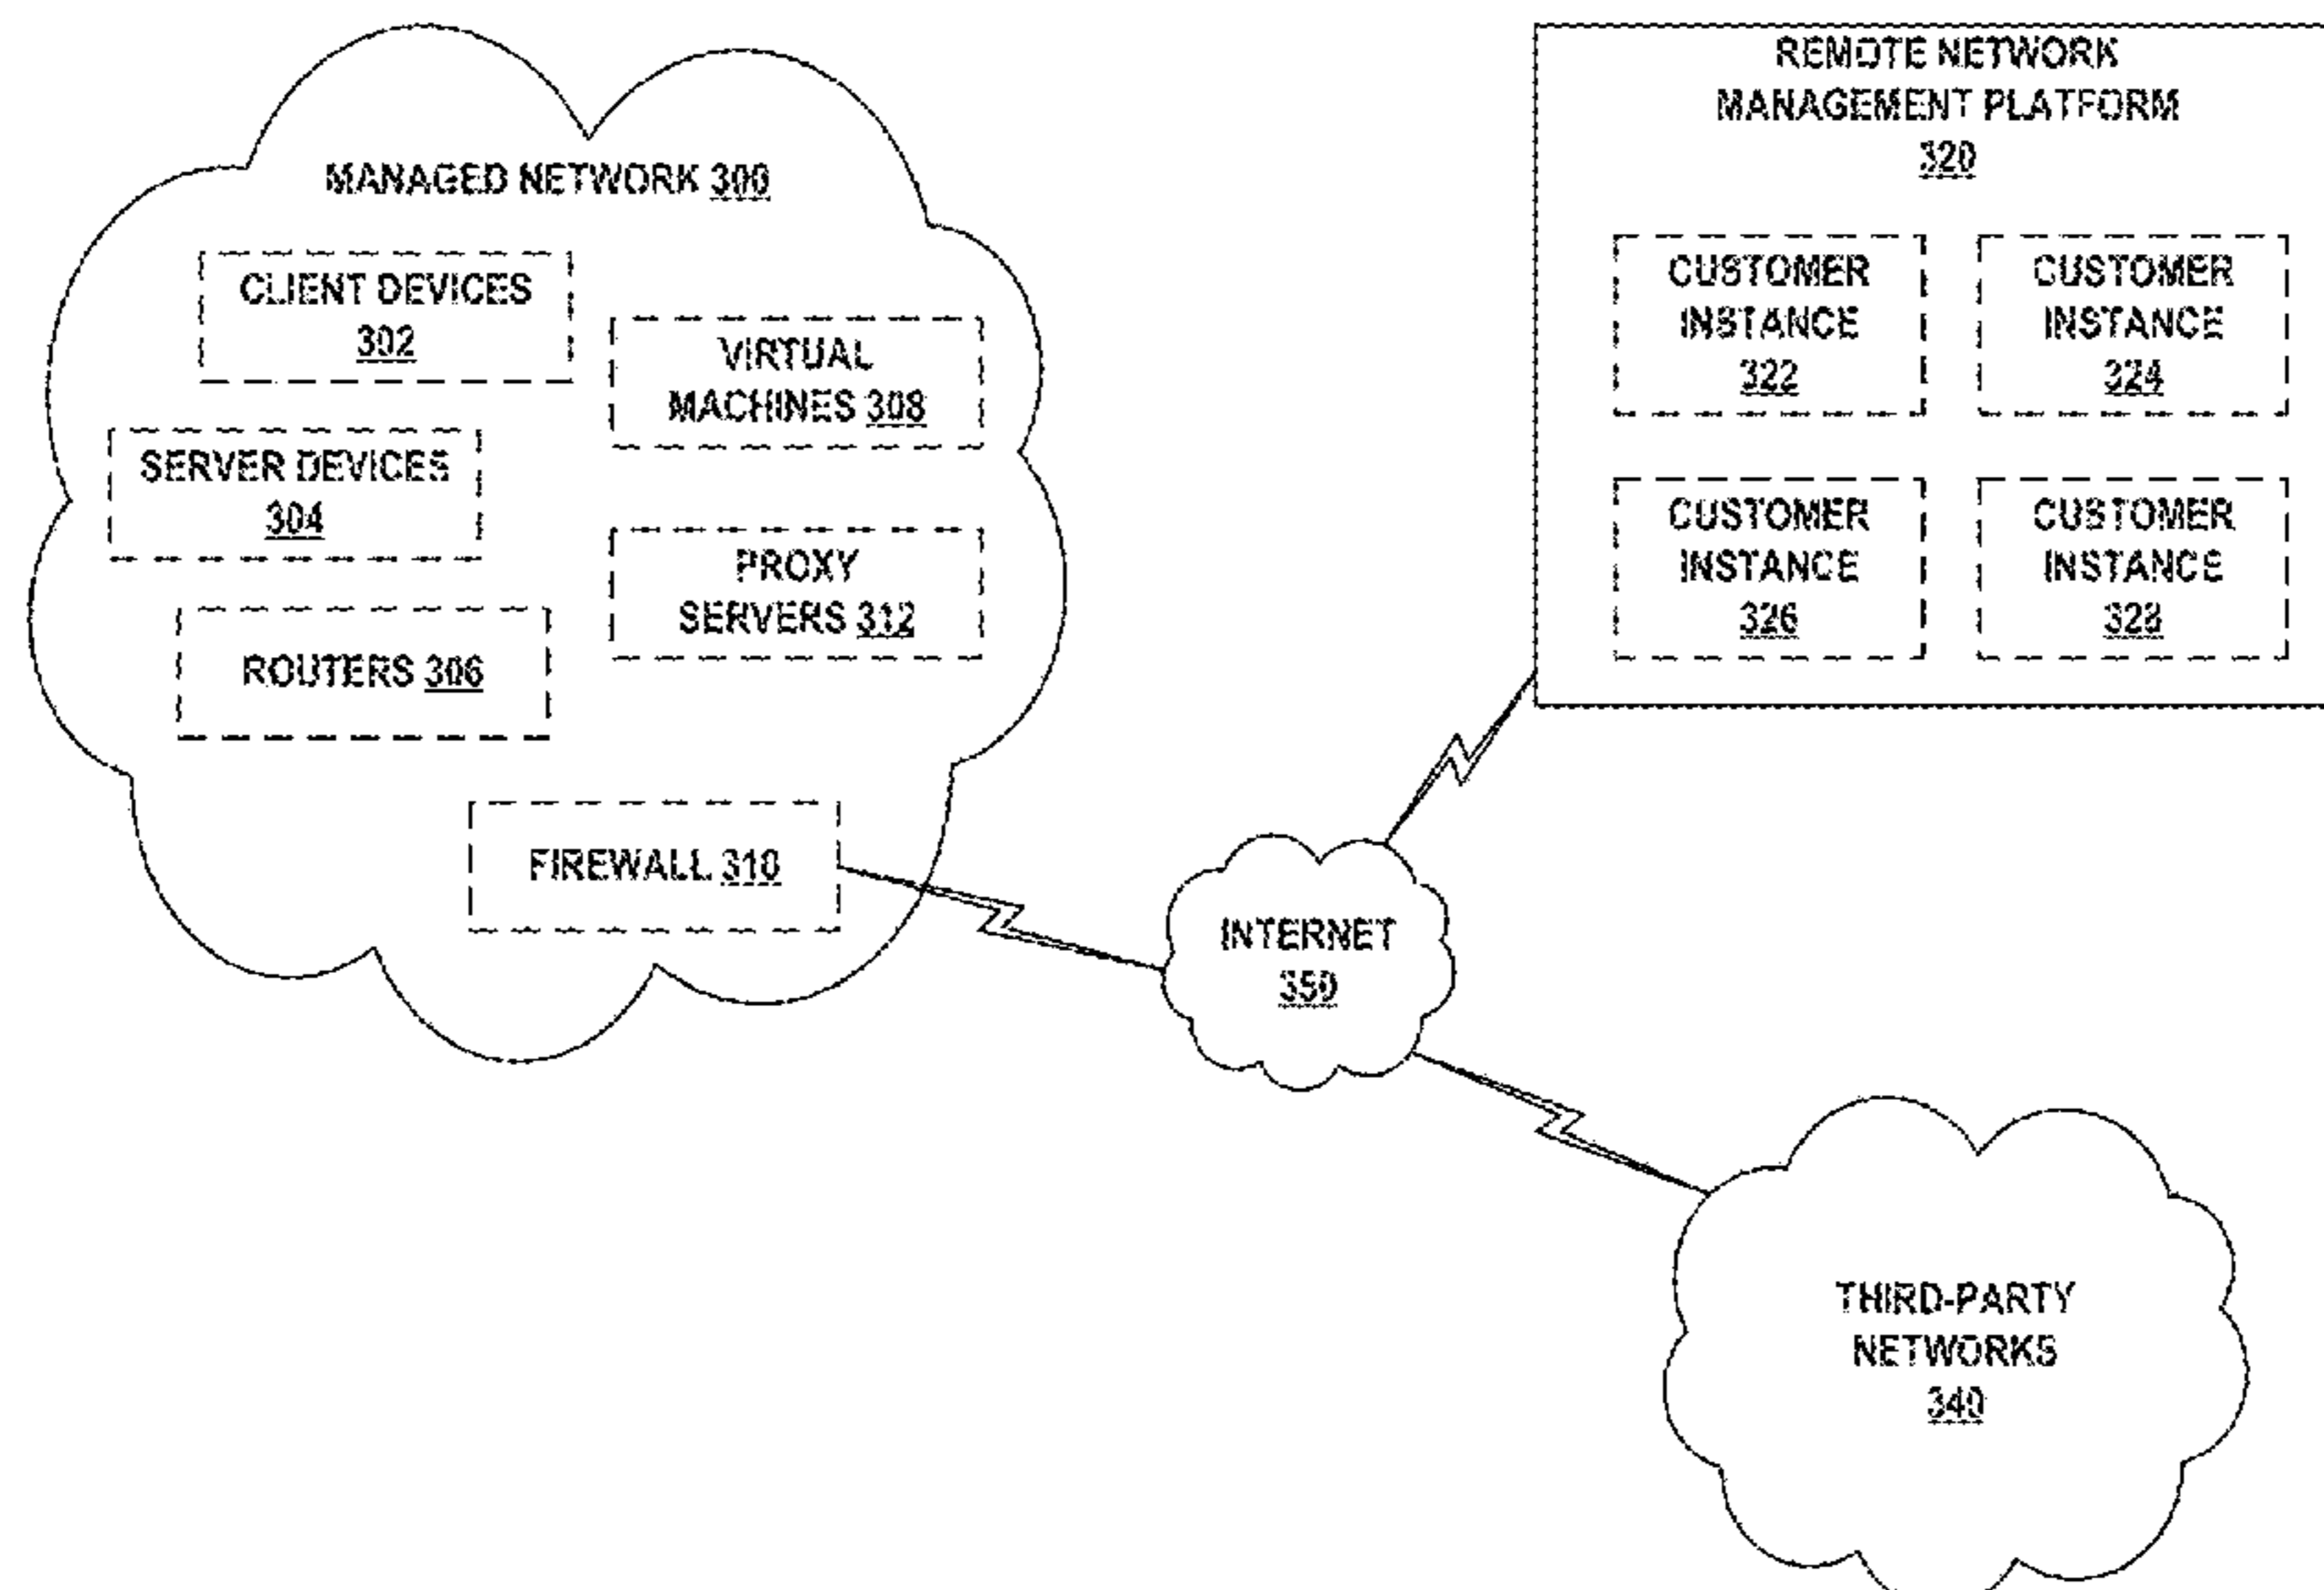 MANAGED NETWORK 300
CLIENT DEVICES
302
VIRTUAL
MACHINES 308
SERVER DEVICES
304
PROXY
SERVERS 312
ROUTERS 306
FIREWALL 310
REMOTE NETWORK
MANAGEMENT PLATFORM
320
CUSTOMER
INSTANCE
322
CUSTOMER
INSTANCE
324
CUSTOMER
INSTANCE
326
CUSTOMER
INSTANCE
328
INTERNET
350
THIRD-PARTY
NETWORKS
340